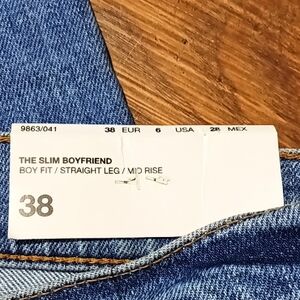 9863/041 38 EUR 6 USA 28 MEX
THE SLIM BOYFRIEND
BOY FIT / STRAIGHT LEG / MID RISE
38